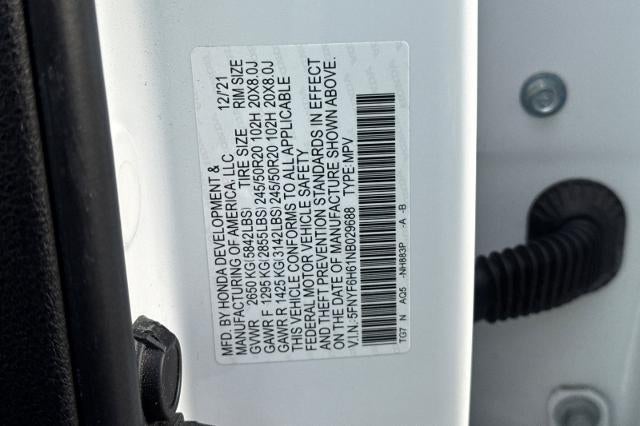 MFD. BY HONDA DEVELOPMENT & 12/21
MANUFACTURING OF AMERICA, LLC TIRE SIZE RIM SIZE
GVWR 2650 KG(5842LBS)
GAWR F 1295 KG(2855LBS) 245/50R20 102H 20X8.0J
GAWR R 1425 KG(3142LBS) 245/50R20 102H 20X8.0J
THIS VEHICLE CONFORMS TO ALL APPLICABLE
FEDERAL MOTOR VEHICLE SAFETY
AND THEFT PREVENTION STANDARDS IN EFFECT
ON THE DATE OF MANUFACTURE SHOWN ABOVE.
V.I.N. 5FNYF6H61NB029688 TYPE: MPV
TG7 N AQ5 -NH883P -A -B